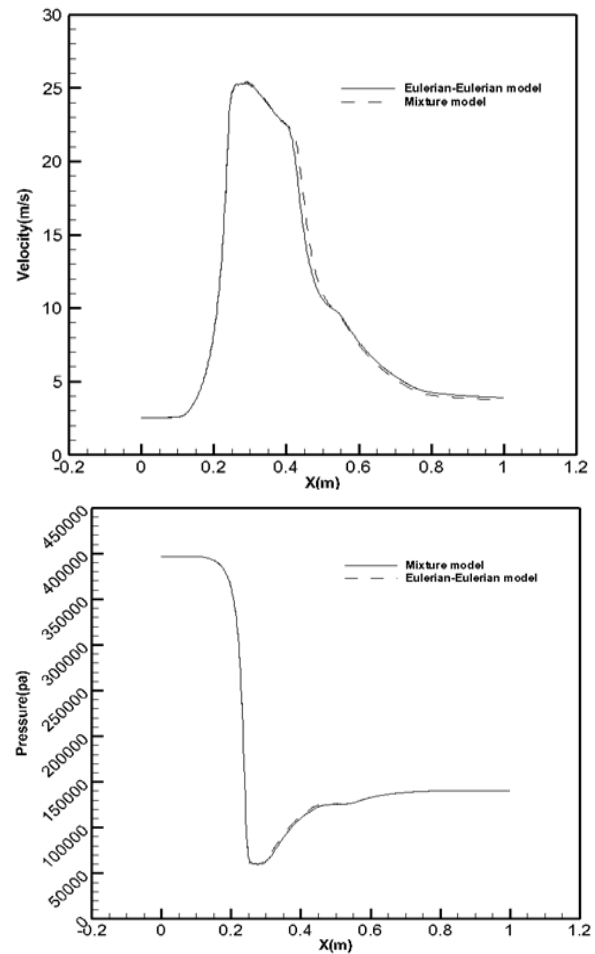 30
25
20
15
10
5
0
Velocity(m/s)
Eulerian-Eulerian model
Mixture model
-0.2 0 0.2 0.4 0.6 0.8 1 1.2
X(m)
450000
400000
350000
300000
250000
200000
150000
100000
50000
0
Pressure(pa)
Mixture model
Eulerian-Eulerian model
-0.2 0 0.2 0.4 0.6 0.8 1 1.2
X(m)